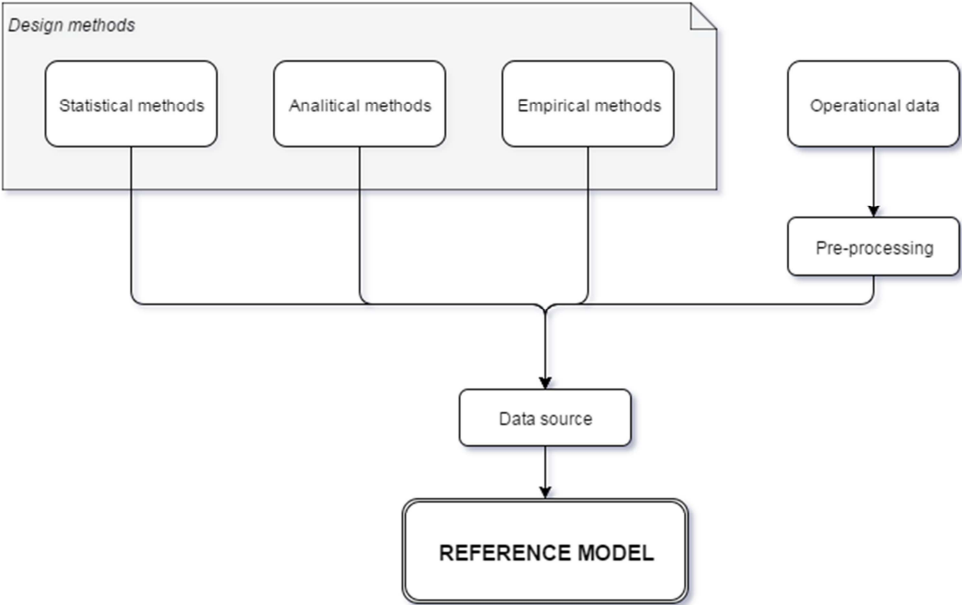 Design methods
Statistical methods
Analitical methods
Empirical methods
Operational data
Pre-processing
Data source
REFERENCE MODEL